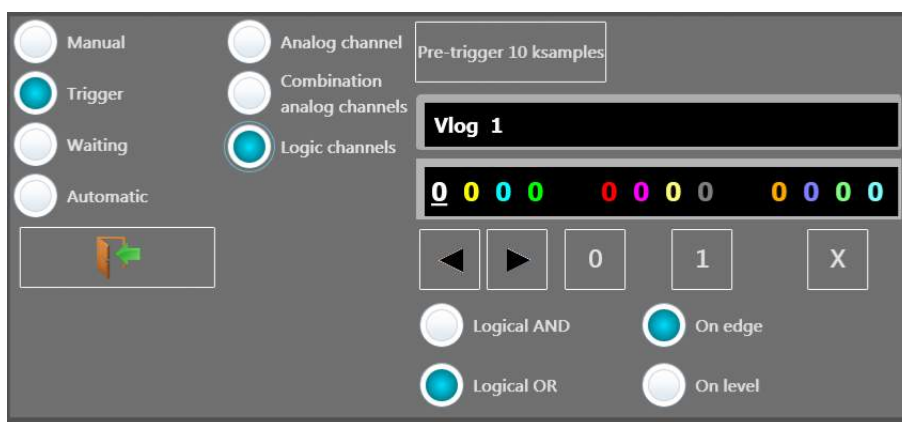 Manual
Trigger
Waiting
Automatic
Analog channel
Combination
analog channels
Logic channels
Pre-trigger 10 ksamples
Vlog 1
0 0 0 0 0 0 0 0 0 0 0 0
0 1 X
Logical AND
On edge
Logical OR
On level